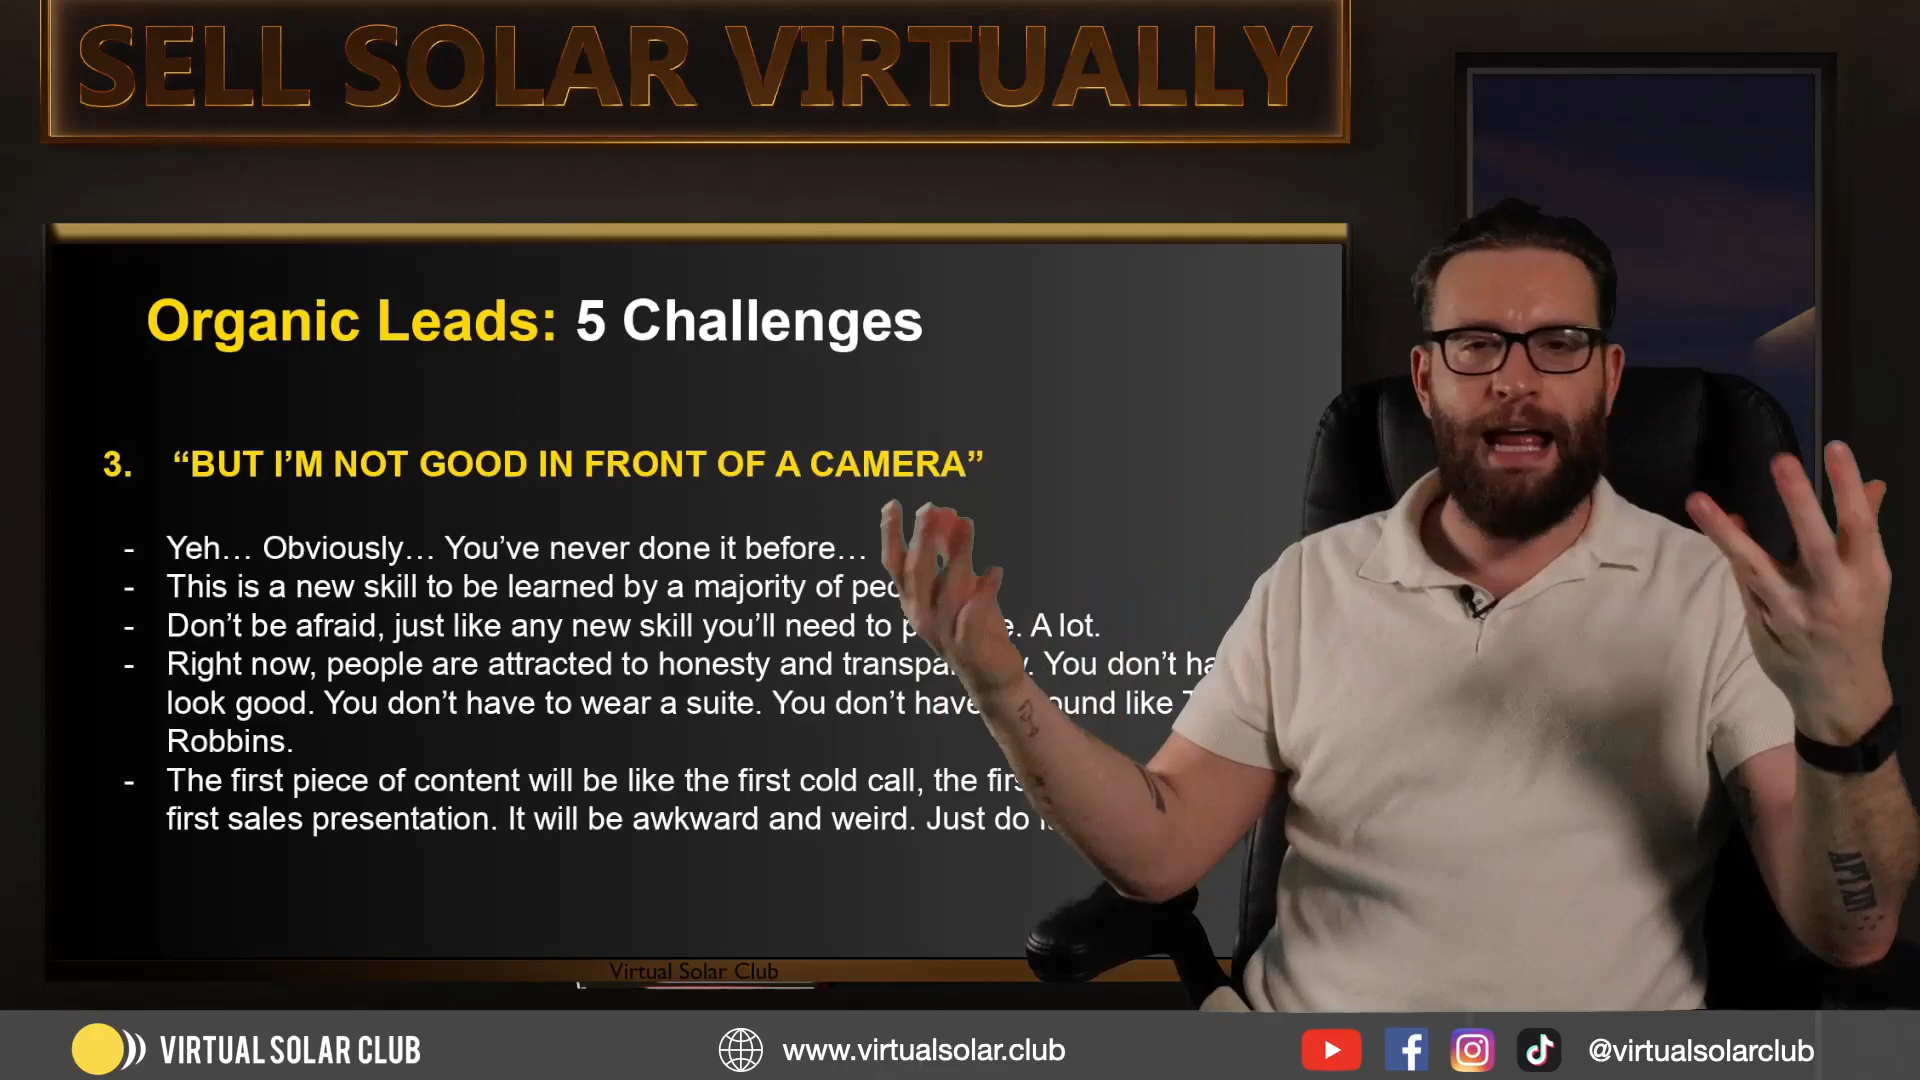 SELL SOLAR VIRTUALLY
Organic Leads: 5 Challenges
3. “BUT I’M NOT GOOD IN FRONT OF A CAMERA”
- Yeh… Obviously… You’ve never done it before…
- This is a new skill to be learned by a majority of
- Don’t be afraid, just like any new skill you’ll need to . A lot.
- Right now, people are attracted to honesty and . You don’t
look good. You don’t have to wear a suite. You don’t have like
Robbins.
- The first piece of content will be like the first cold call, the
first sales presentation. It will be awkward and weird. Just do
Virtual Solar Club
VIRTUAL SOLAR CLUB
www.virtualsolar.club
@virtualsolarclub